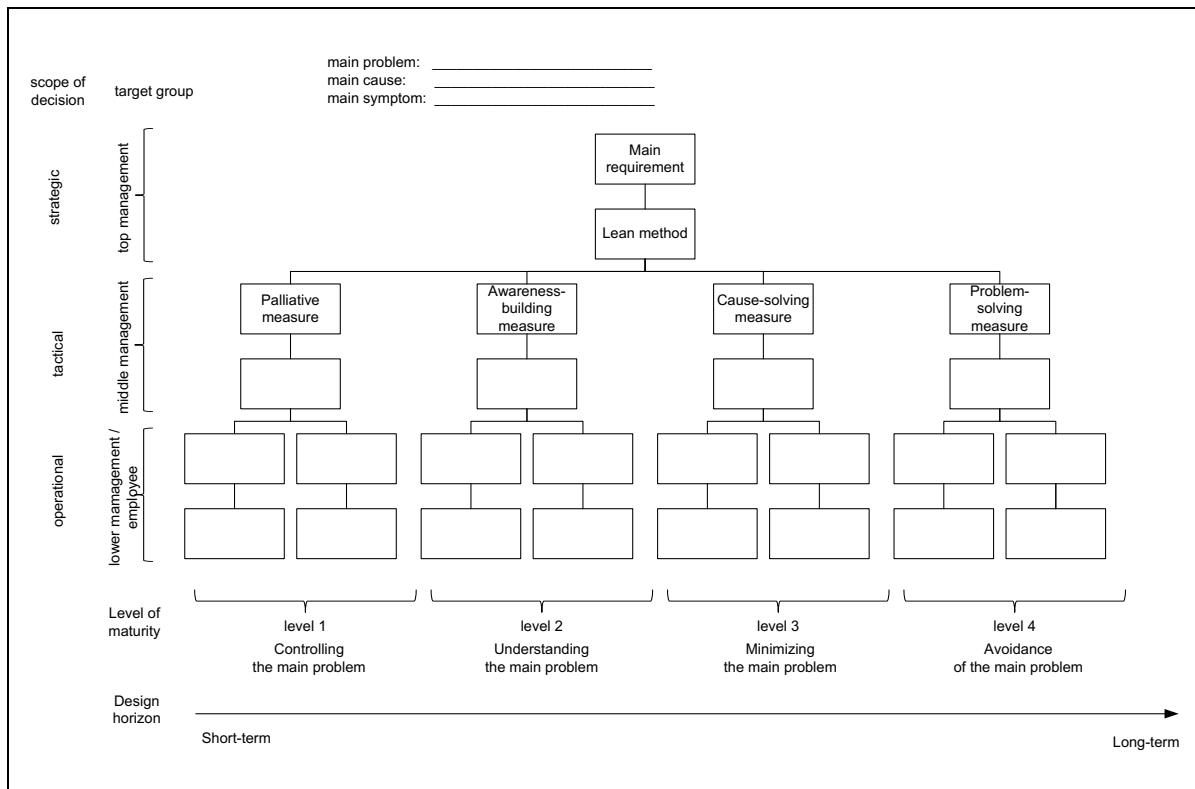 main problem: ____________________________
main cause: ____________________________
main symptom: ____________________________
scope of
decision
target group
strategic
top management
Main
requirement
Lean method
tactical
middle management
Palliative
measure
Awareness-
building
measure
Cause-solving
measure
Problem-
solving
measure
operational
lower mamagement /
employee
Level of
maturity
level 1
Controlling
the main problem
level 2
Understanding
the main problem
level 3
Minimizing
the main problem
level 4
Avoidance
of the main problem
Design
horizon
Short-term
Long-term